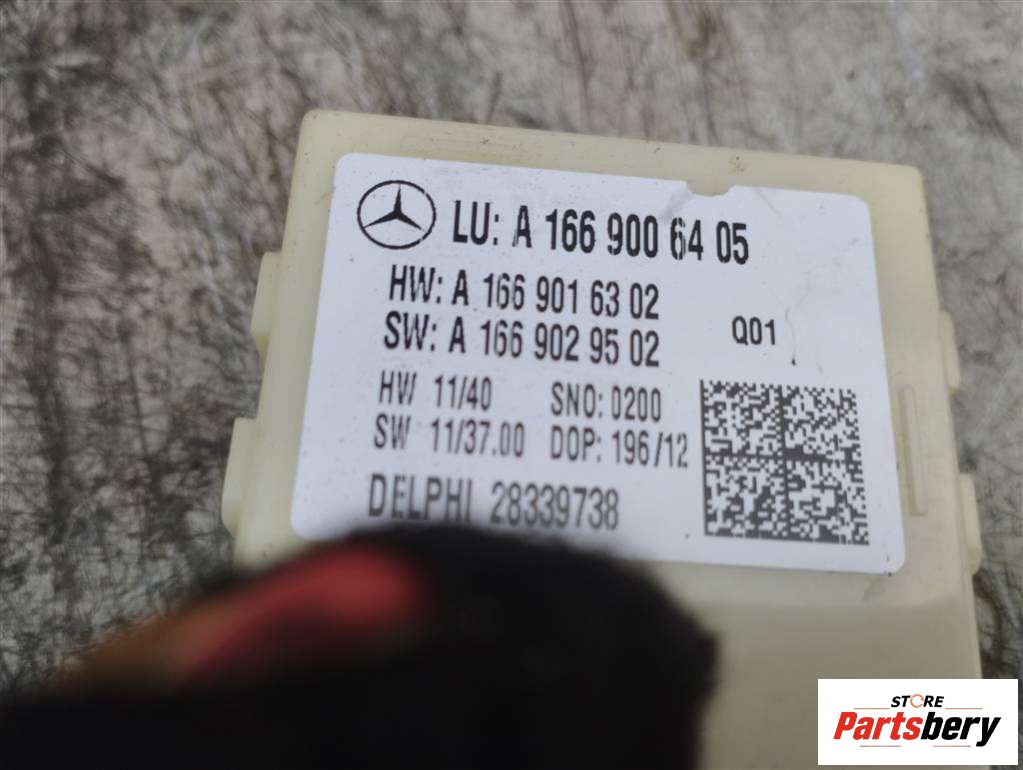 LU: A 166 900 64 05
HW: A 166 901 63 02
SW: A 166 902 95 02
Q01
HW 11/40 SNO: 0200
SW 11/37.00 DOP: 196/12
DELPHI 28339738
STORE
Partsbery